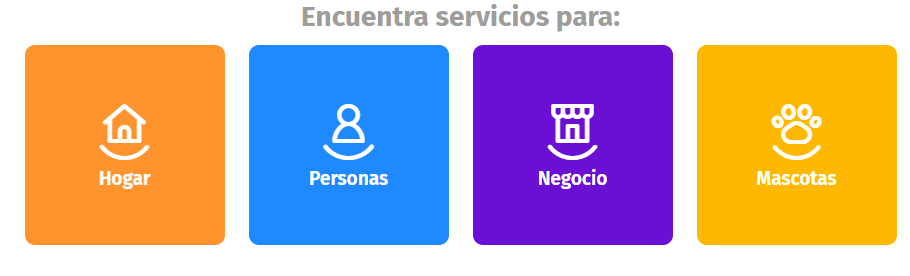 Encuentra servicios para:
Hogar
Personas
Negocio
Mascotas